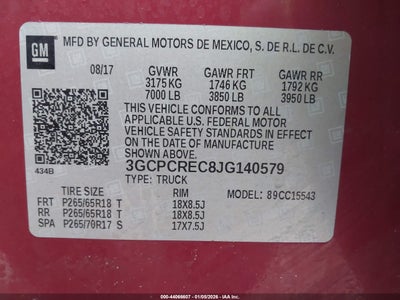 GM
MFD BY GENERAL MOTORS DE MEXICO, S. DE R.L. DE C.V.
08/17 GVWR GAWR FRT GAWR RR
3175 KG 1746 KG 1792 KG
7000 LB 3850 LB 3950 LB
THIS VEHICLE CONFORMS TO ALL
APPLICABLE U.S. FEDERAL MOTOR
VEHICLE SAFETY STANDARDS IN EFFECT
ON THE DATE OF MANUFACTURE
SHOWN ABOVE.
434B
3GCPCREC8JG140579
TYPE: TRUCK
TIRE SIZE RIM MODEL: 89CC15543
FRT P265/65R18 T 18X8.5J
RR P265/65R18 T 18X8.5J
SPA P265/70R17 S 17X7.5J
000-44066607 - 01/05/2026 - IAA Inc.